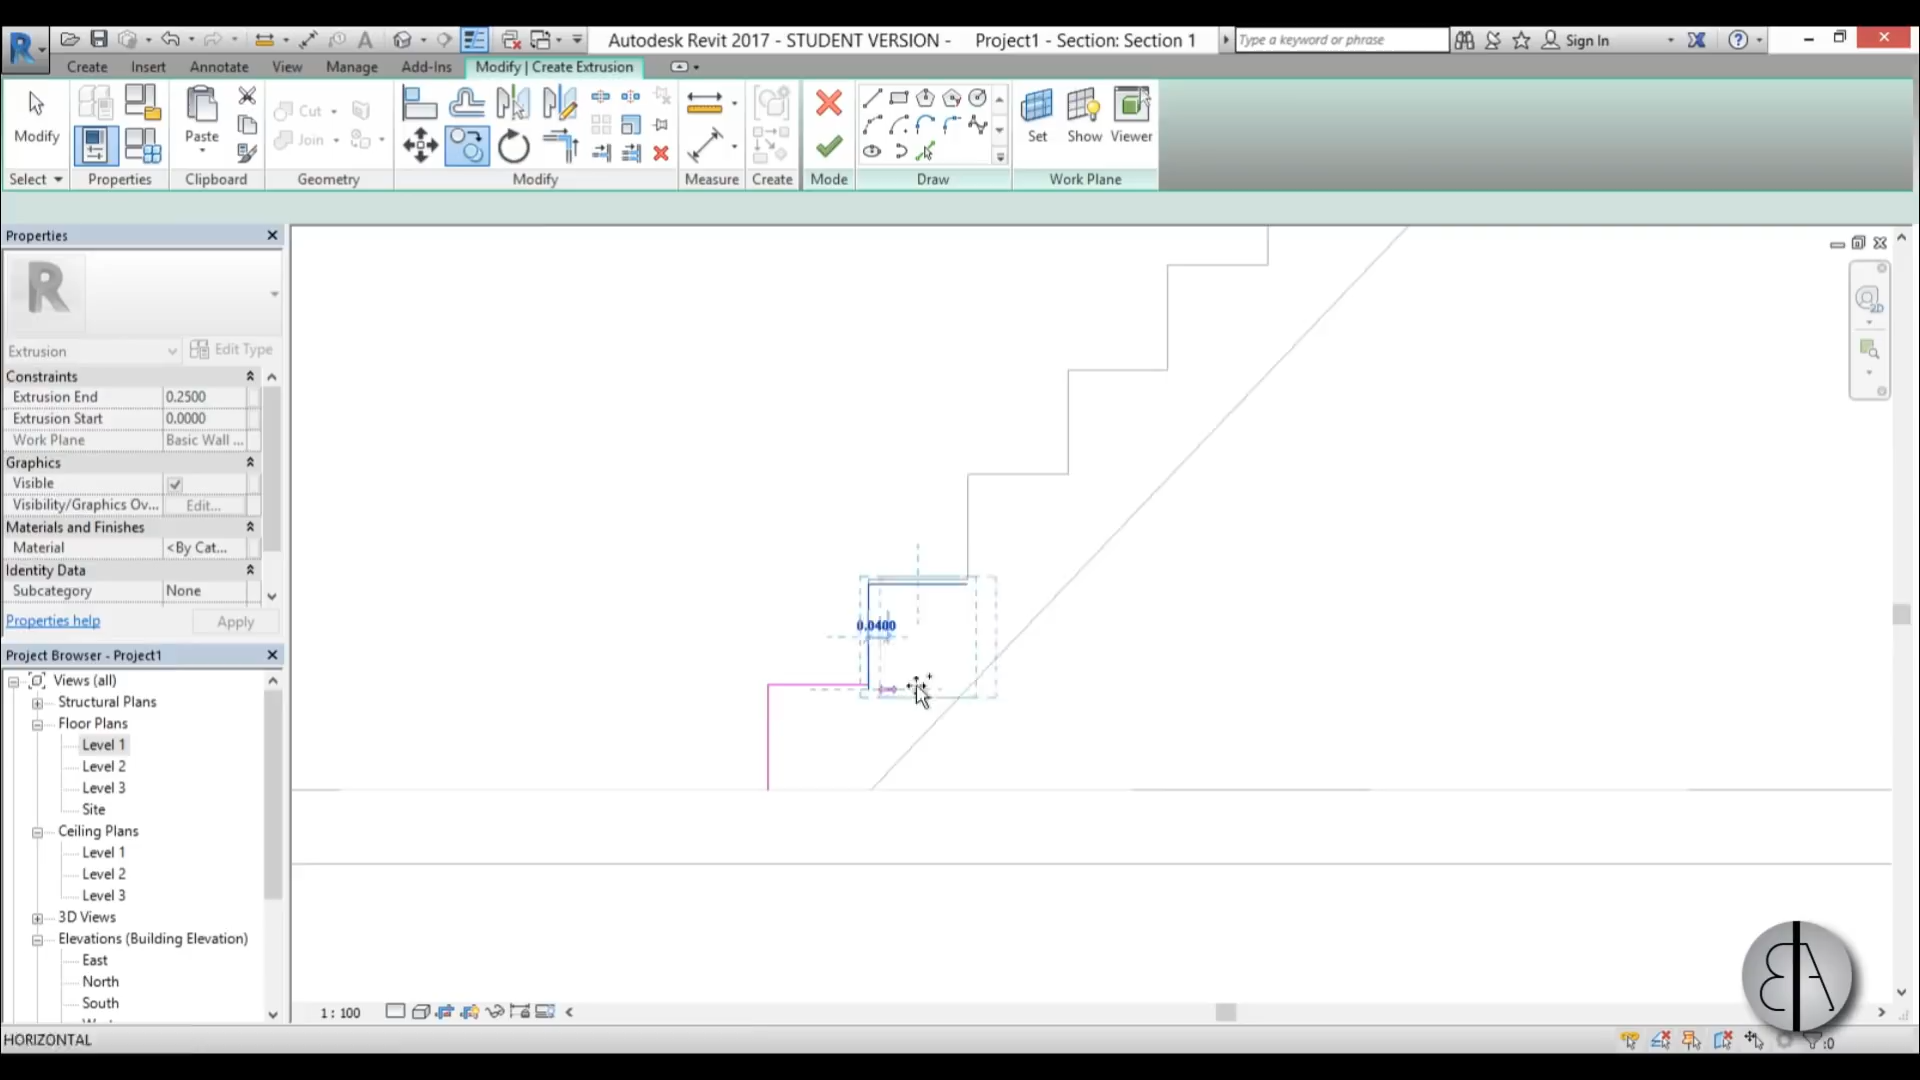 Autodesk Revit 2017 - STUDENT VERSION -    Project1 - Section: Section 1
Type a keyword or phrase
Sign In
Create Insert Annotate View Manage Add-Ins Modify | Create Extrusion
Modify
Paste
Cut
Join
Set Show Viewer
Select Properties Clipboard Geometry Modify Measure Create Mode Draw Work Plane
Properties
R
Extrusion
Edit Type
Constraints
Extrusion End 0.2500
Extrusion Start 0.0000
Work Plane Basic Wall ...
Graphics
Visible
Visibility/Graphics Ov... Edit...
Materials and Finishes
Material <By Cat...
Identity Data
Subcategory None
Properties help
Apply
Project Browser - Project1
Views (all)
Structural Plans
Floor Plans
Level 1
Level 2
Level 3
Site
Ceiling Plans
Level 1
Level 2
Level 3
3D Views
Elevations (Building Elevation)
East
North
South
0.0400
2D
1 : 100
HORIZONTAL
:0